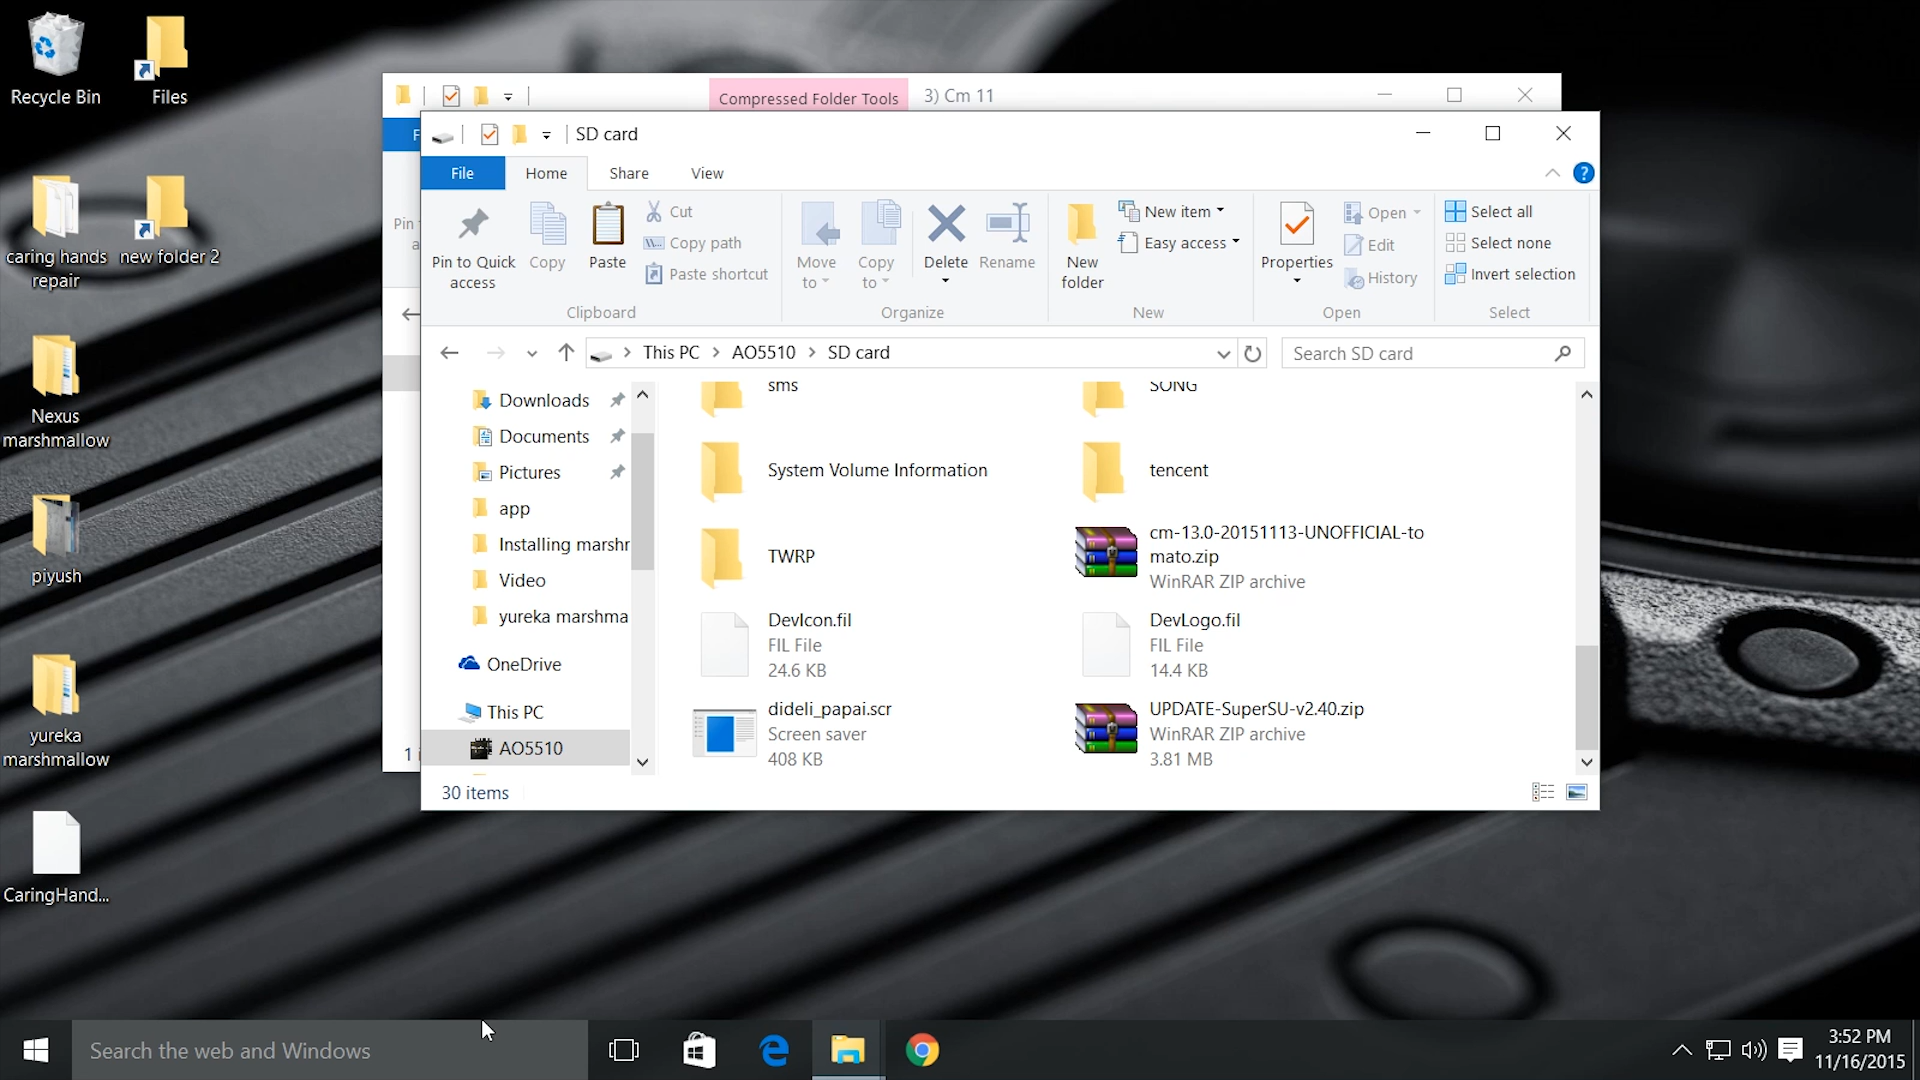 Recycle Bin
Files
caring hands
repair
new folder 2
Nexus
marshmallow
piyush
yureka
marshmallow
CaringHand...
Compressed Folder Tools
3) Cm 11
F
Pin t
a
1 i
SD card
File
Home
Share
View
Pin to Quick
access
Copy
Paste
Cut
Copy path
Paste shortcut
Clipboard
Move
to
Copy
to
Delete
Rename
Organize
New
folder
New item
Easy access
New
Properties
Open
Edit
History
Open
Select all
Select none
Invert selection
Select
This PC > AO5510 > SD card
Search SD card
Downloads
Documents
Pictures
app
Installing marshr
Video
yureka marshma
OneDrive
This PC
AO5510
sms
SONG
System Volume Information
tencent
TWRP
cm-13.0-20151113-UNOFFICIAL-to
mato.zip
WinRAR ZIP archive
DevIcon.fil
FIL File
24.6 KB
DevLogo.fil
FIL File
14.4 KB
dideli_papai.scr
Screen saver
408 KB
UPDATE-SuperSU-v2.40.zip
WinRAR ZIP archive
3.81 MB
30 items
Search the web and Windows
3:52 PM
11/16/2015